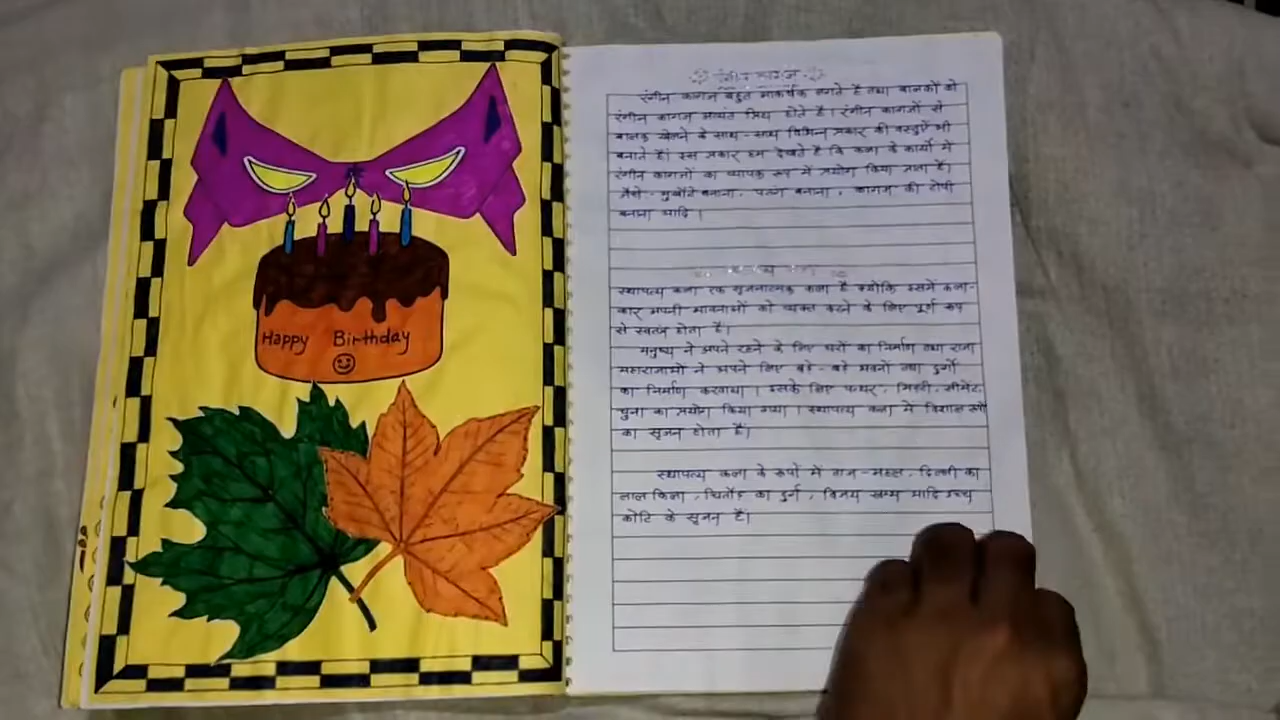 Happy Birthday
रंगीन कागज
रंगीन कागज बहुत आकर्षक लगते हैं तथा बालकों को
रंगीन कागज अत्यंत प्रिय होते है। रंगीन कागजों से
बालक खेलने के साथ-साथ विभिन्न प्रकार की वस्तुएँ भी
बनाते हैं। इस प्रकार हम देखते है कि कला के कार्यो में
रंगीन कागजों का व्यापक रूप में प्रयोग किया जाता है।
जैसे - मुखौटे बनाना, पतंग बनाना, कागज की टोपी
बनाना आदि।
स्थापत्य कला एक सृजनात्मक कला है क्योंकि इसमें कला-
कार अपनी भावनाओं को व्यक्त करने के लिए पूर्ण रूप
से स्वतंत्र होता है।
मनुष्य ने अपने रहने के लिए घरों का निर्माण तथा राजा
महाराजाओ ने अपने लिए बड़े-बड़े भवनों तथा दुर्गो
का निर्माण करवाया। इसके लिए पत्थर, मिट्टी, सीमेंट,
चुना का प्रयोग किया गया। स्थापत्य कला में विशाल रूपों
का सृजन होता है।
स्थापत्य कला के रूपों में ताज-महल, दिल्ली का
लाल किला, चितौड़ का दुर्ग, विजय स्तम्भ आदि उच्च
कोटि के सृजन है।